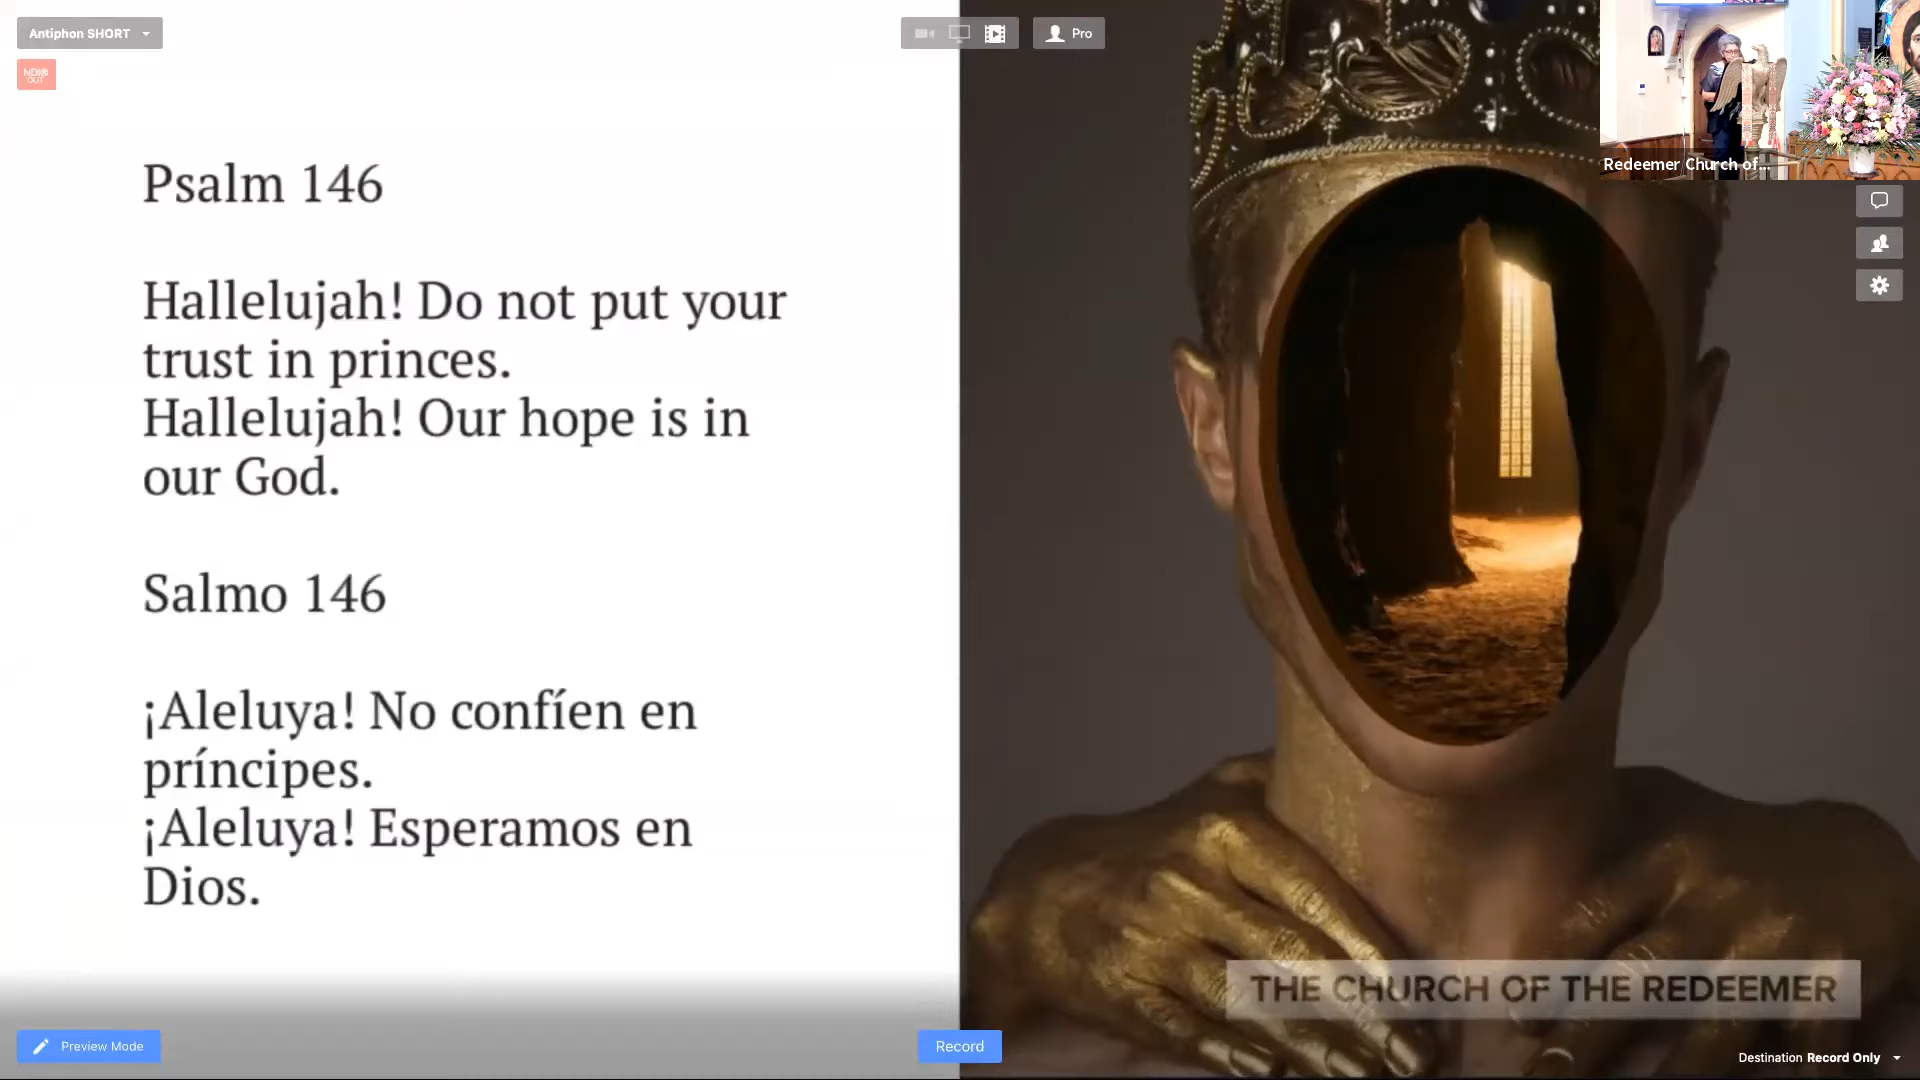 Antiphon SHORT
NDI®
OUT
Pro
Redeemer Church of...
Psalm 146
Hallelujah! Do not put your
trust in princes.
Hallelujah! Our hope is in
our God.
Salmo 146
¡Aleluya! No confíen en
príncipes.
¡Aleluya! Esperamos en
Dios.
THE CHURCH OF THE REDEEMER
Preview Mode
Record
Destination Record Only